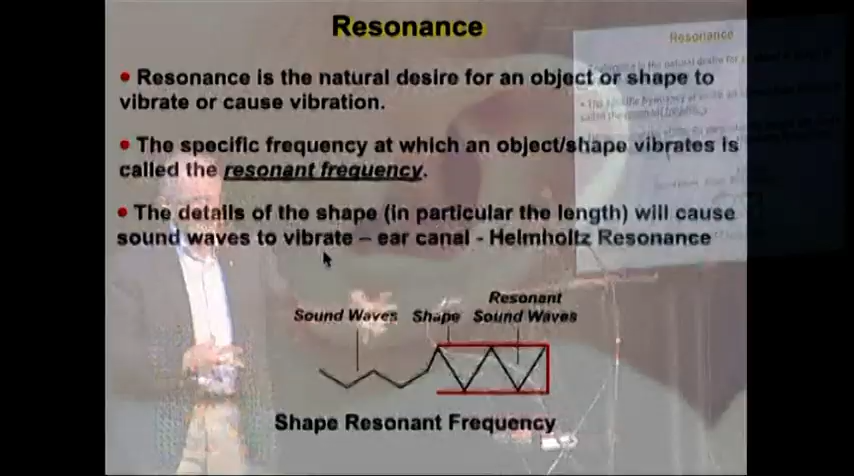 Resonance
• Resonance is the natural desire for an object or shape to
vibrate or cause vibration.
• The specific frequency at which an object/shape vibrates is
called the resonant frequency.
• The details of the shape (in particular the length) will cause
sound waves to vibrate – ear canal - Helmholtz Resonance
Resonant
Sound Waves Shape Sound Waves
Shape Resonant Frequency
Resonance